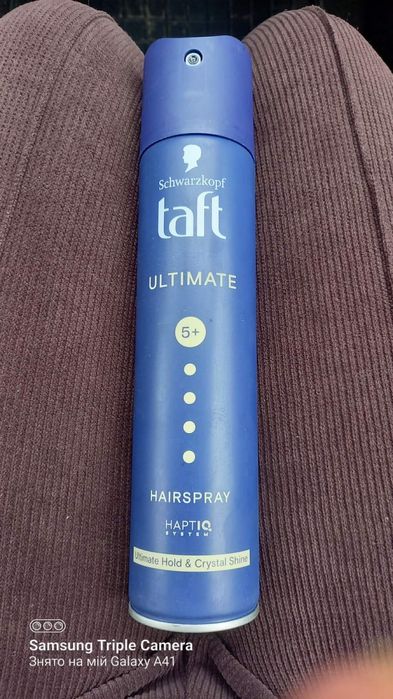 Schwarzkopf
taft
ULTIMATE
5+
HAIRSPRAY
HAPTIQ
SYSTEM
Ultimate Hold & Crystal Shine
Samsung Triple Camera
Знято на мій Galaxy A41